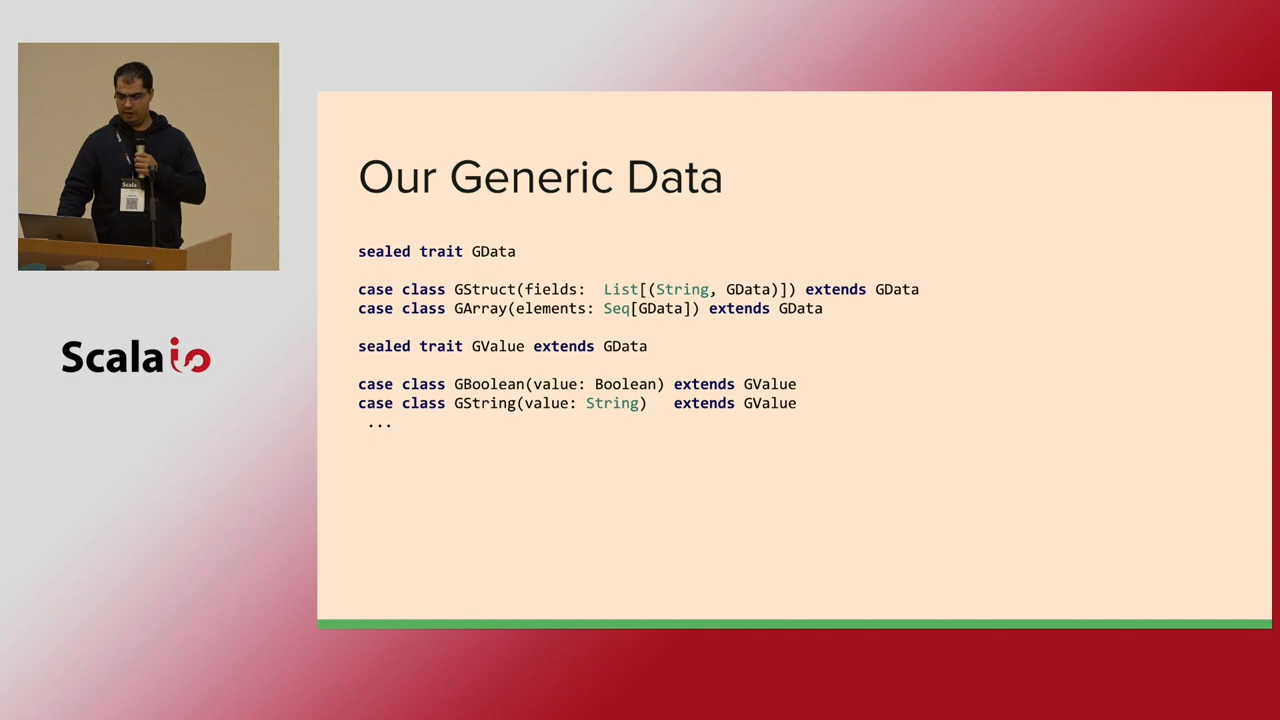 Our Generic Data
sealed trait GData
case class GStruct(fields:  List[(String, GData)]) extends GData
case class GArray(elements: Seq[GData]) extends GData
sealed trait GValue extends GData
case class GBoolean(value: Boolean) extends GValue
case class GString(value: String)   extends GValue
...
Scala
Scala io